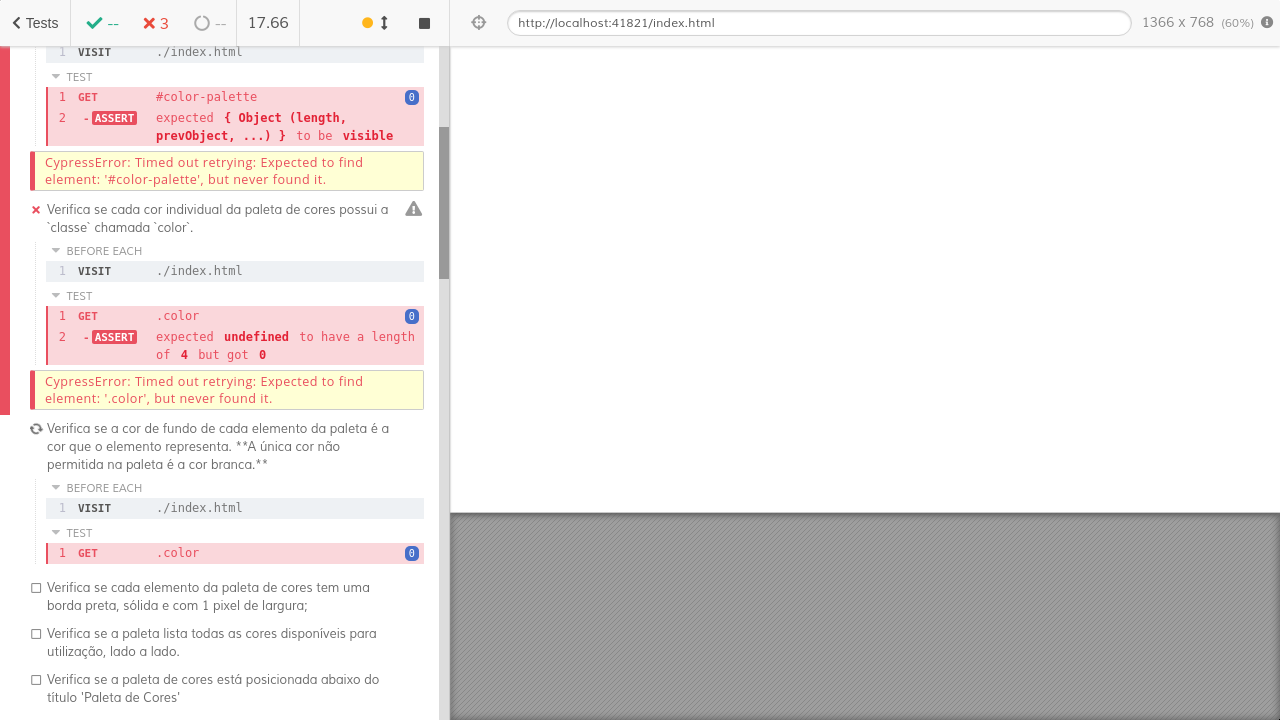 Tests
--
3
--
17.66
http://localhost:41821/index.html
1366 x 768 (60%)
1 VISIT ./index.html
TEST
1 GET #color-palette 0
2 - ASSERT expected { Object (length,
prevObject, ...) } to be visible
CypressError: Timed out retrying: Expected to find
element: '#color-palette', but never found it.
Verifica se cada cor individual da paleta de cores possui a
`classe` chamada `color`.
BEFORE EACH
1 VISIT ./index.html
TEST
1 GET .color 0
2 - ASSERT expected undefined to have a length
of 4 but got 0
CypressError: Timed out retrying: Expected to find
element: '.color', but never found it.
Verifica se a cor de fundo de cada elemento da paleta é a
cor que o elemento representa. **A única cor não
permitida na paleta é a cor branca.**
BEFORE EACH
1 VISIT ./index.html
TEST
1 GET .color 0
Verifica se cada elemento da paleta de cores tem uma
borda preta, sólida e com 1 pixel de largura;
Verifica se a paleta lista todas as cores disponíveis para
utilização, lado a lado.
Verifica se a paleta de cores está posicionada abaixo do
título 'Paleta de Cores'